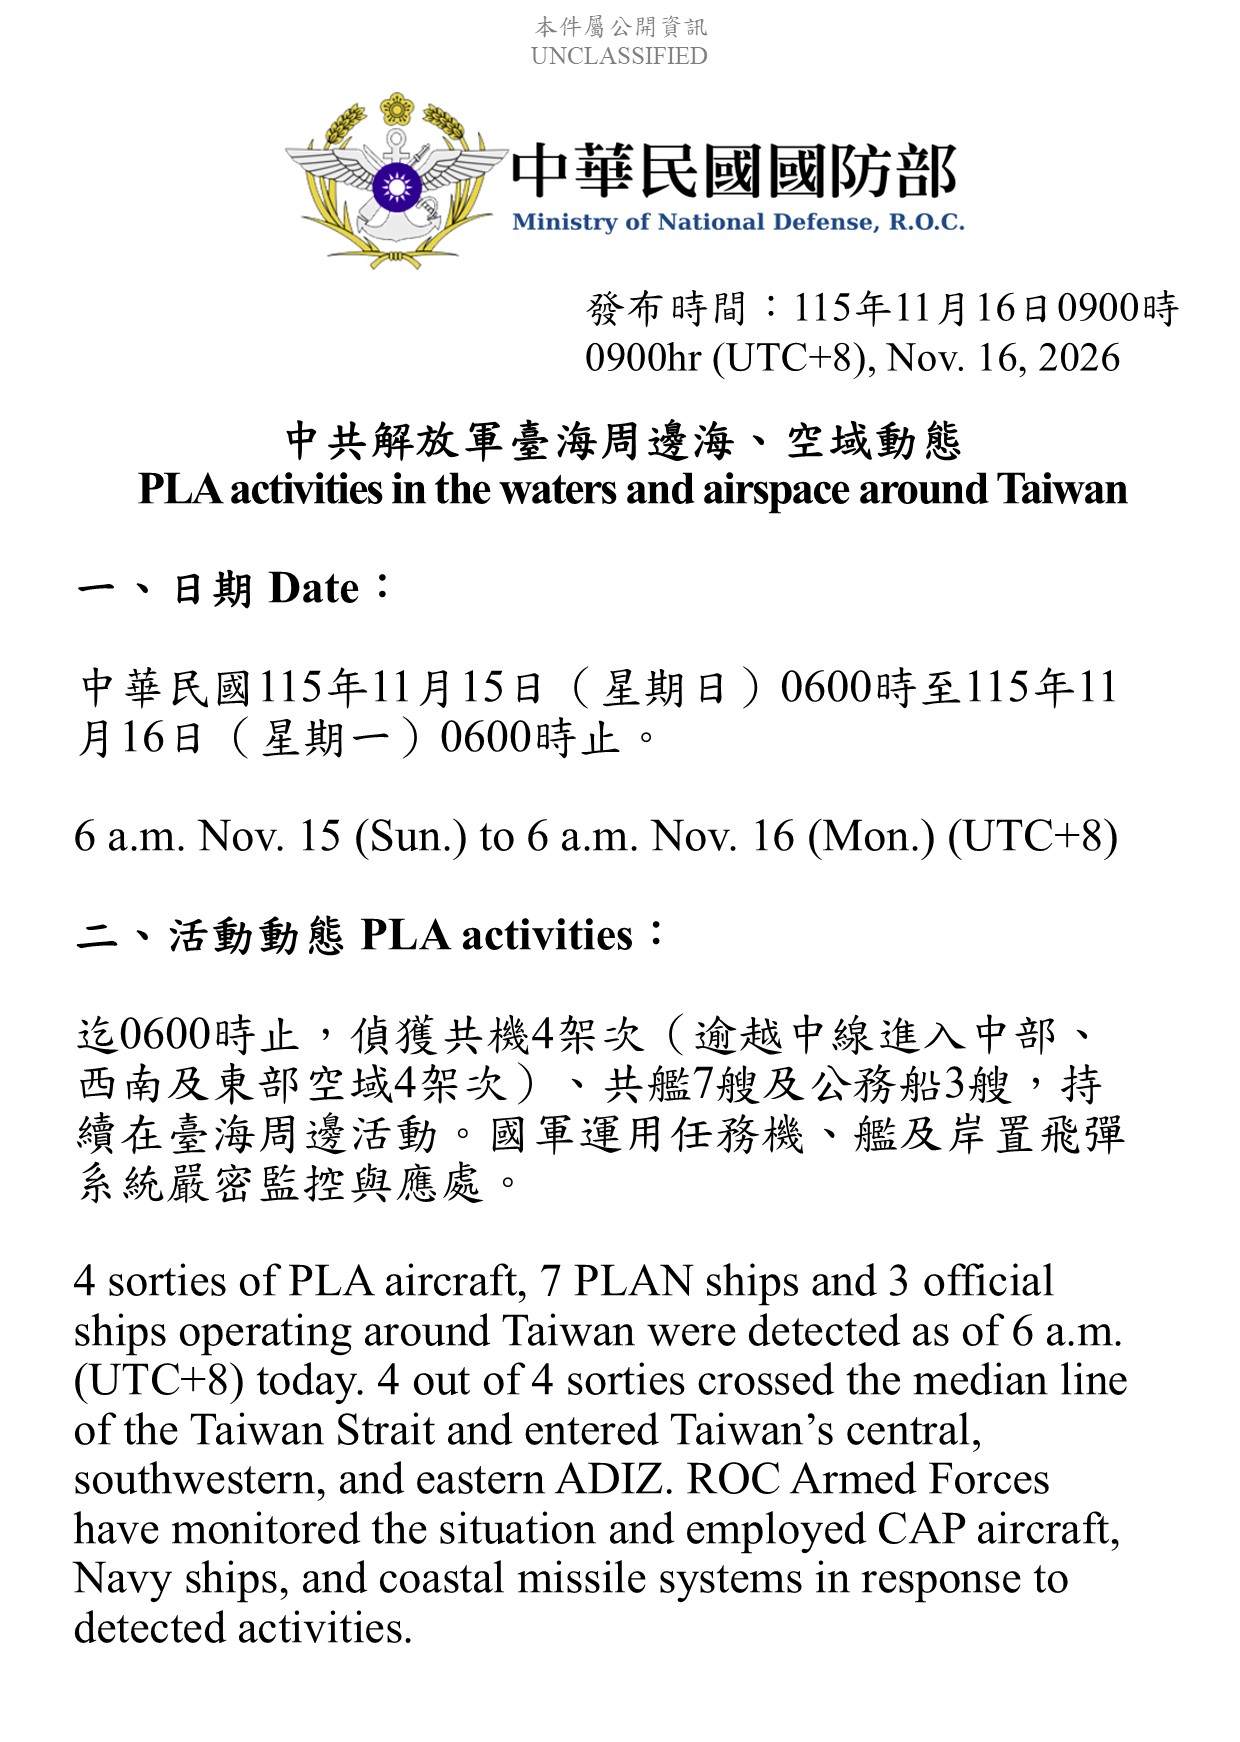 本件屬公開資訊
UNCLASSIFIED
中華民國國防部
Ministry of National Defense, R.O.C.
發布時間：115年11月16日0900時
0900hr (UTC+8), Nov. 16, 2026
中共解放軍臺海周邊海、空域動態
PLA activities in the waters and airspace around Taiwan
一、日期 Date：
中華民國115年11月15日（星期日）0600時至115年11
月16日（星期一）0600時止。
6 a.m. Nov. 15 (Sun.) to 6 a.m. Nov. 16 (Mon.) (UTC+8)
二、活動動態 PLA activities：
迄0600時止，偵獲共機4架次（逾越中線進入中部、
西南及東部空域4架次）、共艦7艘及公務船3艘，持
續在臺海周邊活動。國軍運用任務機、艦及岸置飛彈
系統嚴密監控與應處。
4 sorties of PLA aircraft, 7 PLAN ships and 3 official
ships operating around Taiwan were detected as of 6 a.m.
(UTC+8) today. 4 out of 4 sorties crossed the median line
of the Taiwan Strait and entered Taiwan’s central,
southwestern, and eastern ADIZ. ROC Armed Forces
have monitored the situation and employed CAP aircraft,
Navy ships, and coastal missile systems in response to
detected activities.